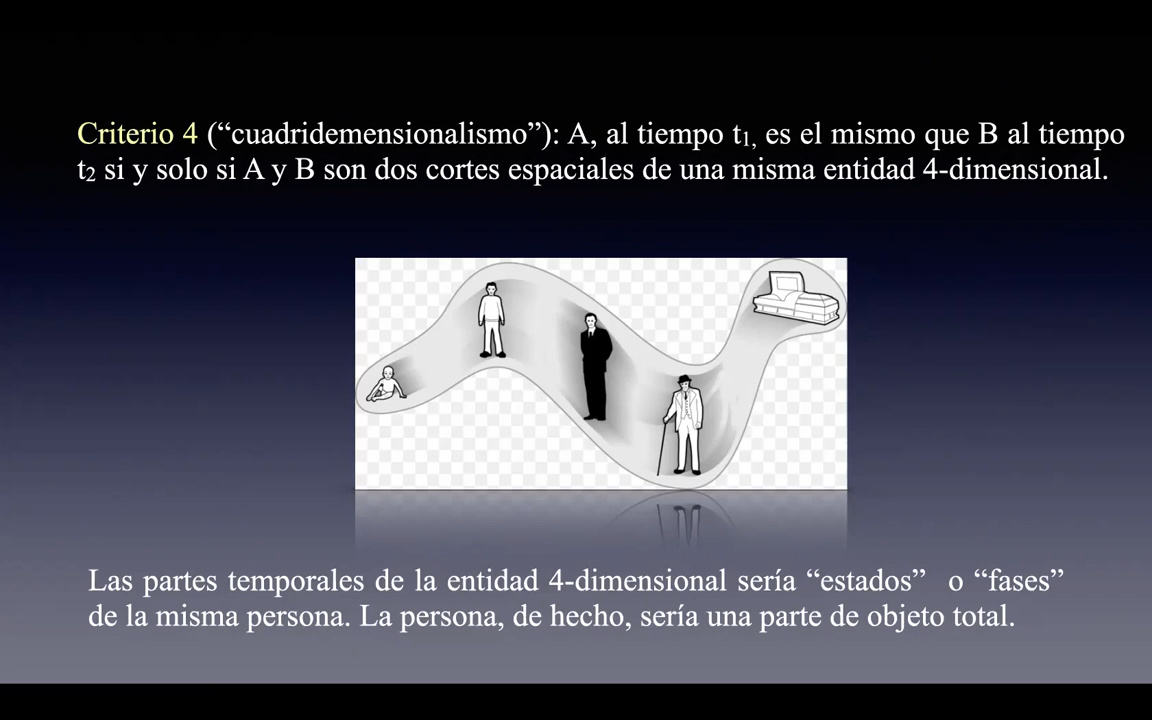 Criterio 4 (“cuadridemensionalismo”): A, al tiempo t1, es el mismo que B al tiempo
t2 si y solo si A y B son dos cortes espaciales de una misma entidad 4-dimensional.
Las partes temporales de la entidad 4-dimensional sería “estados” o “fases”
de la misma persona. La persona, de hecho, sería una parte de objeto total.